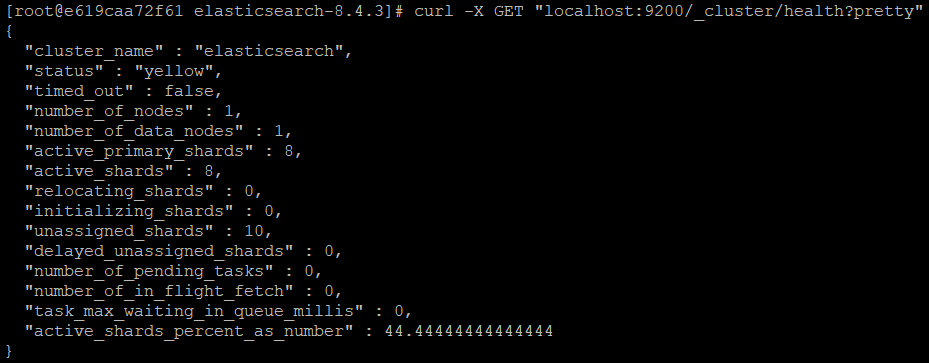 [root@e619caa72f61 elasticsearch-8.4.3]# curl -X GET "localhost:9200/_cluster/health?pretty"
{
  "cluster_name" : "elasticsearch",
  "status" : "yellow",
  "timed_out" : false,
  "number_of_nodes" : 1,
  "number_of_data_nodes" : 1,
  "active_primary_shards" : 8,
  "active_shards" : 8,
  "relocating_shards" : 0,
  "initializing_shards" : 0,
  "unassigned_shards" : 10,
  "delayed_unassigned_shards" : 0,
  "number_of_pending_tasks" : 0,
  "number_of_in_flight_fetch" : 0,
  "task_max_waiting_in_queue_millis" : 0,
  "active_shards_percent_as_number" : 44.44444444444444
}